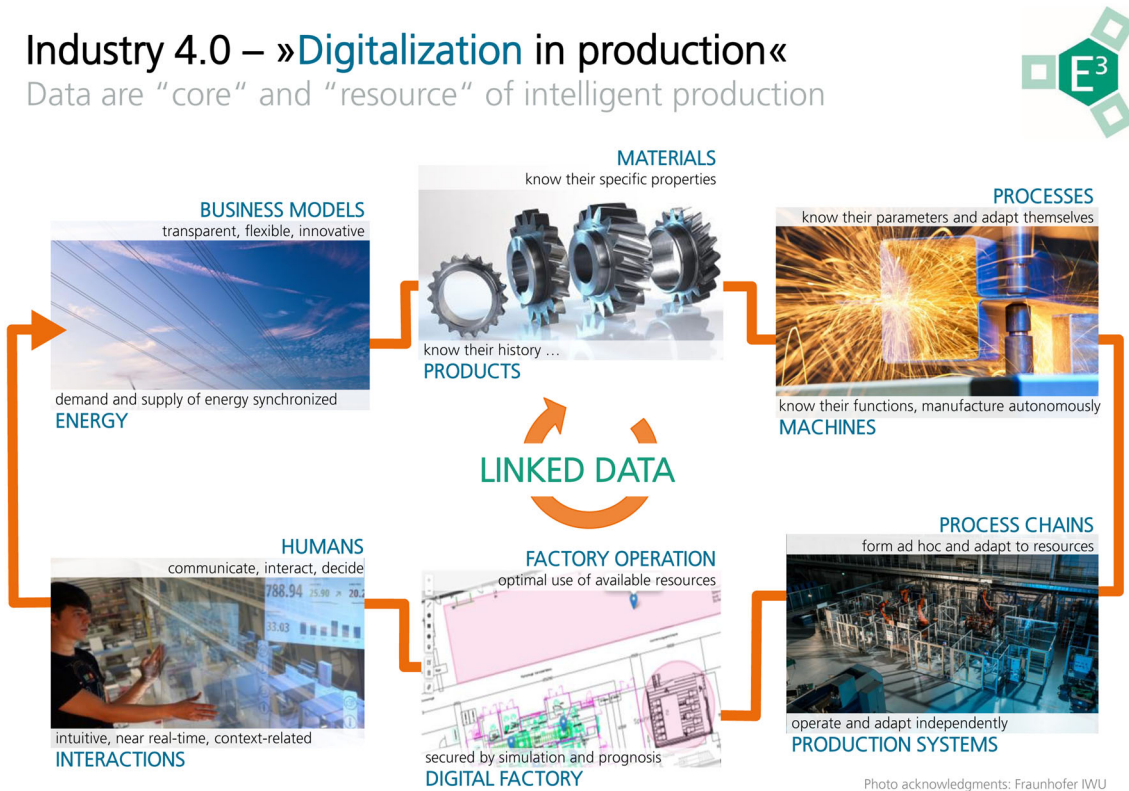 Industry 4.0 – »Digitalization in production«
Data are “core“ and “resource“ of intelligent production
E³
MATERIALS
know their specific properties
know their history ...
PRODUCTS
BUSINESS MODELS
transparent, flexible, innovative
demand and supply of energy synchronized
ENERGY
PROCESSES
know their parameters and adapt themselves
know their functions, manufacture autonomously
MACHINES
LINKED DATA
HUMANS
communicate, interact, decide
788.94
25.90
20.2
33.03
intuitive, near real-time, context-related
INTERACTIONS
FACTORY OPERATION
optimal use of available resources
secured by simulation and prognosis
DIGITAL FACTORY
PROCESS CHAINS
form ad hoc and adapt to resources
operate and adapt independently
PRODUCTION SYSTEMS
Photo acknowledgments: Fraunhofer IWU